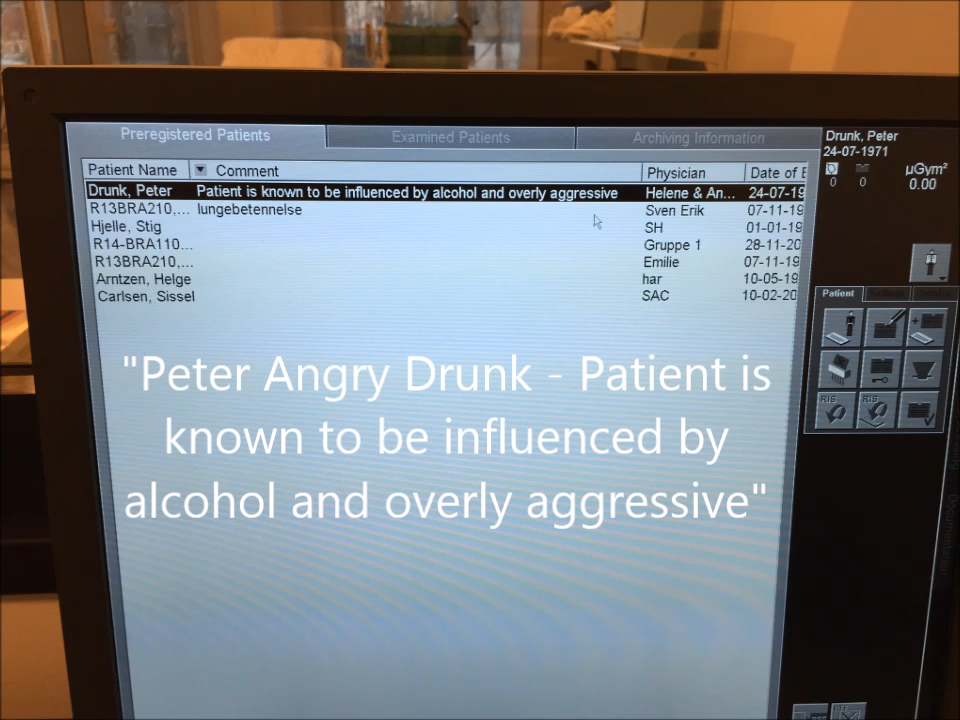 Preregistered Patients Examined Patients Archiving Information
Patient Name Comment Physician Date of
Drunk, Peter Patient is known to be influenced by alcohol and overly aggressive Helene & An... 24-07-19
R13BRA210,... lungebetennelse Sven Erik 07-11-19
Hjelle, Stig SH 01-01-19
R14-BRA110... Gruppe 1 28-11-20
R13BRA210,... Emilie 07-11-19
Arntzen, Helge har 10-05-19
Carlsen, Sissel SAC 10-02-20
Drunk, Peter
24-07-1971
µGym²
0 0 0.00
Patient
RIS RIS
"Peter Angry Drunk - Patient is
known to be influenced by
alcohol and overly aggressive"